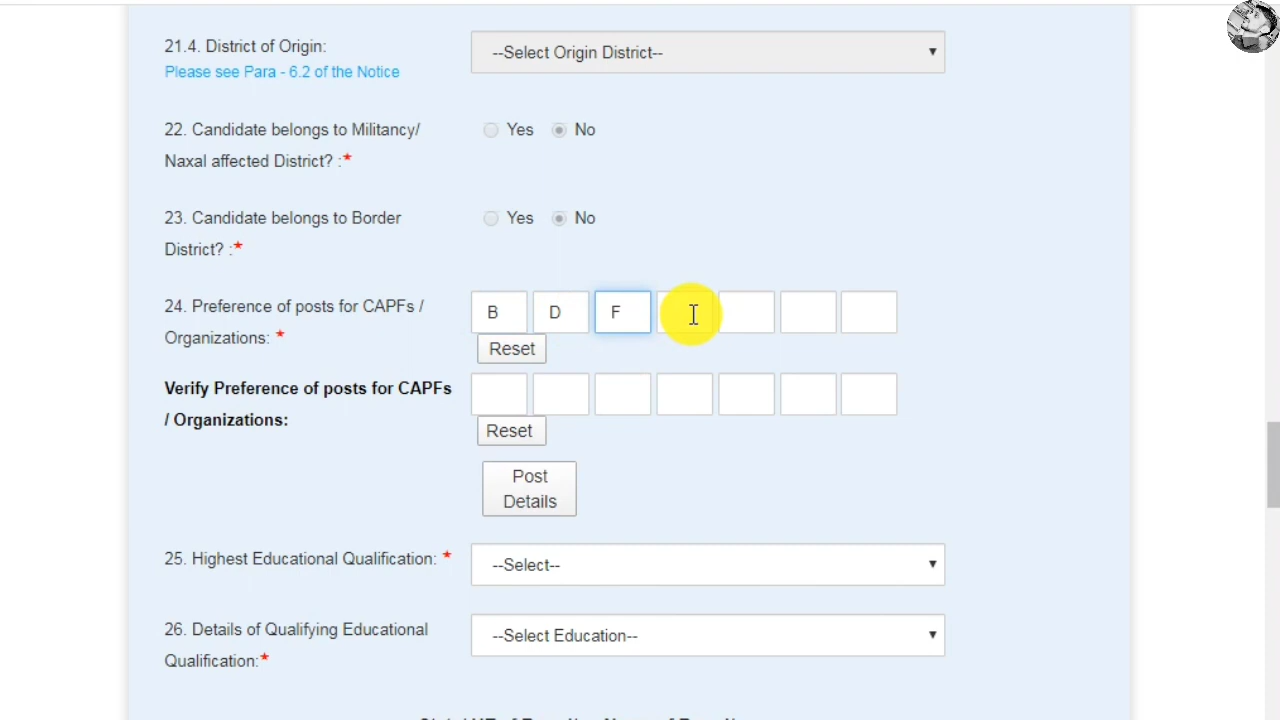 21.4. District of Origin:
--Select Origin District--
Please see Para - 6.2 of the Notice
22. Candidate belongs to Militancy/
Yes No
Naxal affected District? :*
23. Candidate belongs to Border
Yes No
District? :*
24. Preference of posts for CAPFs /
B D F
Organizations: *
Reset
Verify Preference of posts for CAPFs
/ Organizations:
Reset
Post
Details
25. Highest Educational Qualification: *
--Select--
26. Details of Qualifying Educational
--Select Education--
Qualification:*